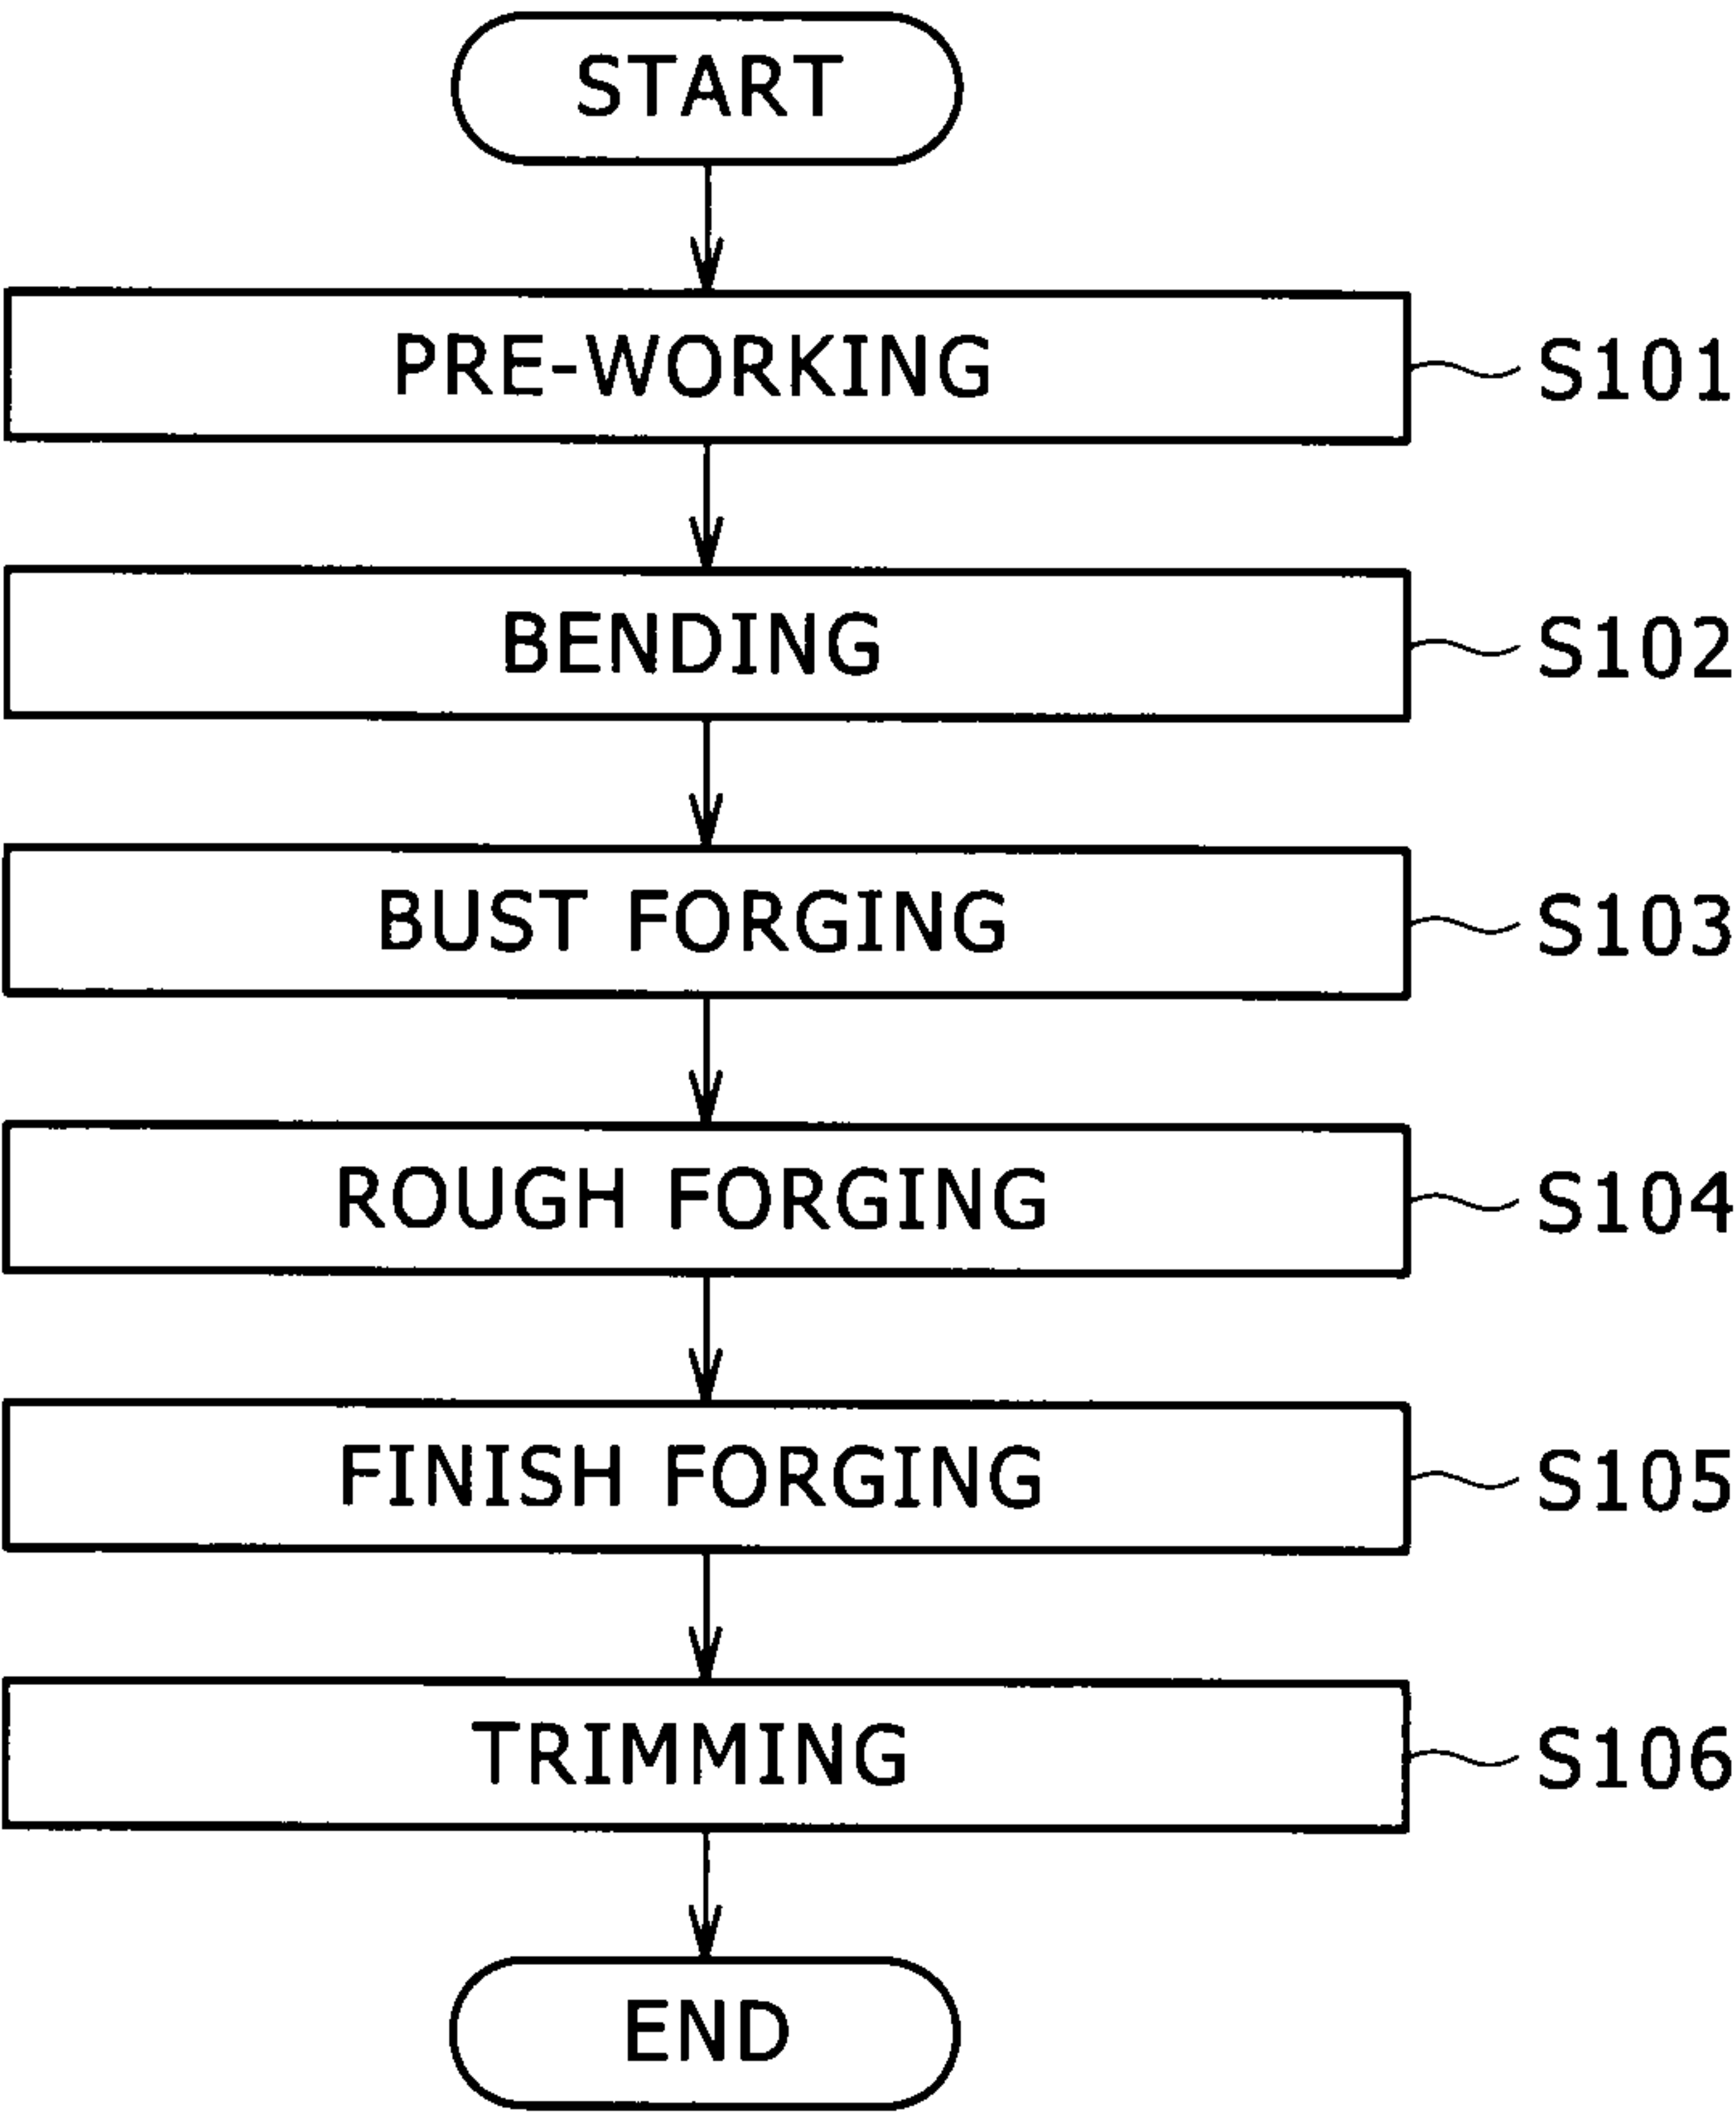 START
PRE-WORKING S101
BENDING S102
BUST FORGING S103
ROUGH FORGING S104
FINISH FORGING S105
TRIMMING S106
END